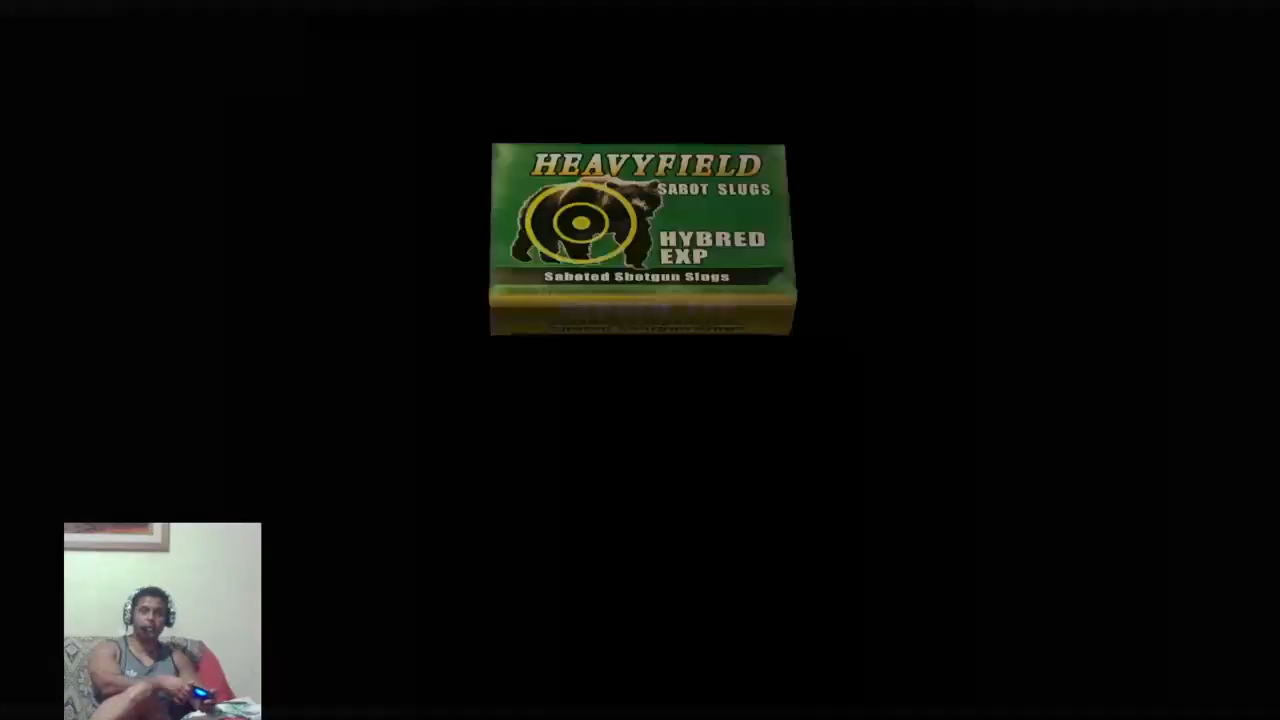 HEAVYFIELD
SABOT SLUGS
HYBRED
EXP
Saboted Shotgun Slugs